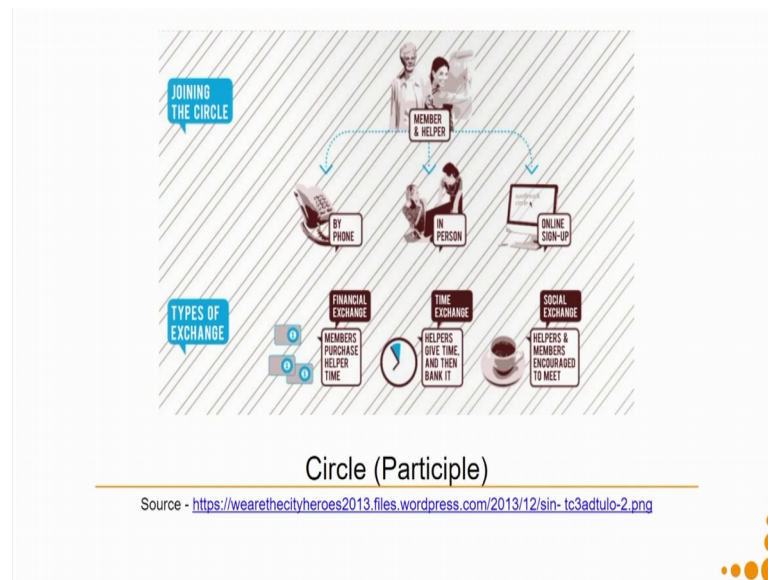 JOINING
THE CIRCLE
MEMBER
& HELPER
BY
PHONE
IN
PERSON
ONLINE
SIGN-UP
TYPES OF
EXCHANGE
FINANCIAL
EXCHANGE
MEMBERS
PURCHASE
HELPER
TIME
TIME
EXCHANGE
HELPERS
GIVE TIME,
AND THEN
BANK IT
SOCIAL
EXCHANGE
HELPERS &
MEMBERS
ENCOURAGED
TO MEET
Circle (Participle)
Source - https://wearethecityheroes2013.files.wordpress.com/2013/12/sin- tc3adtulo-2.png